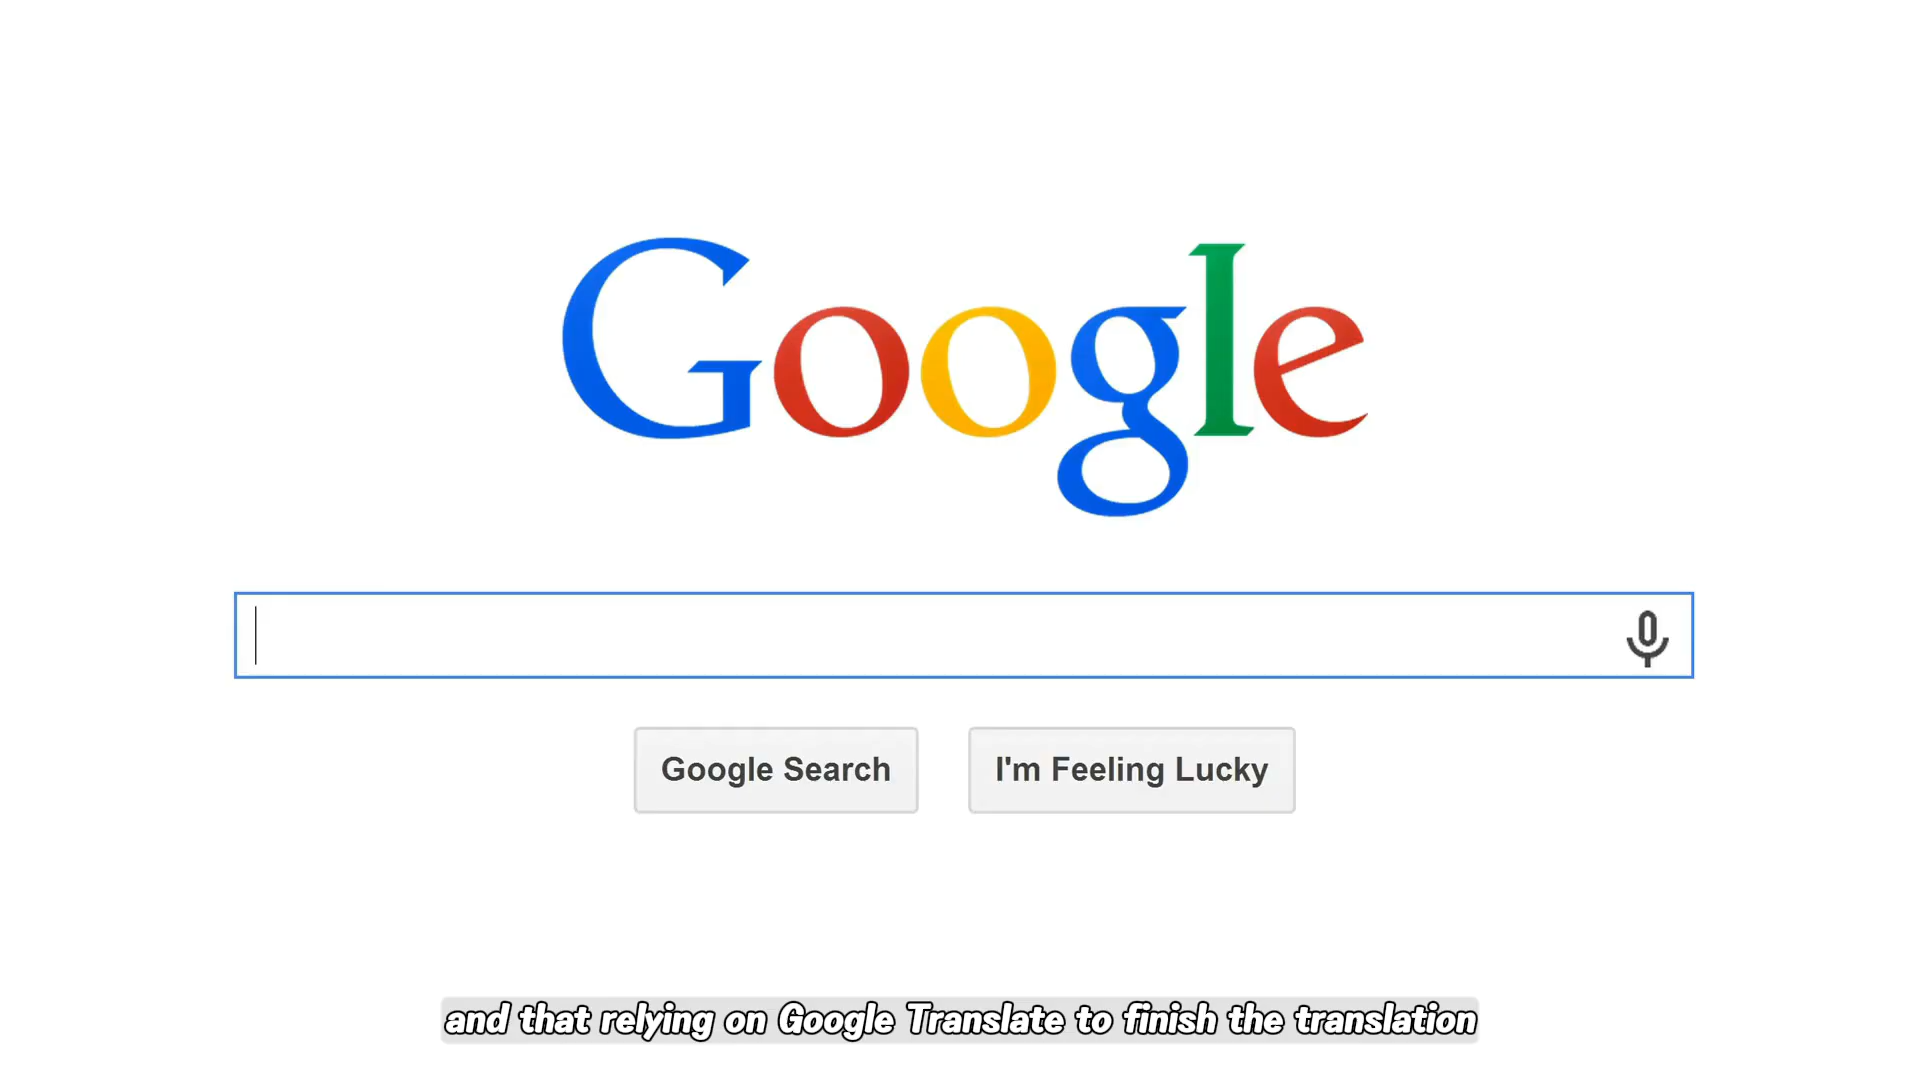 Google
Google Search
I'm Feeling Lucky
and that relying on Google Translate to finish the translation